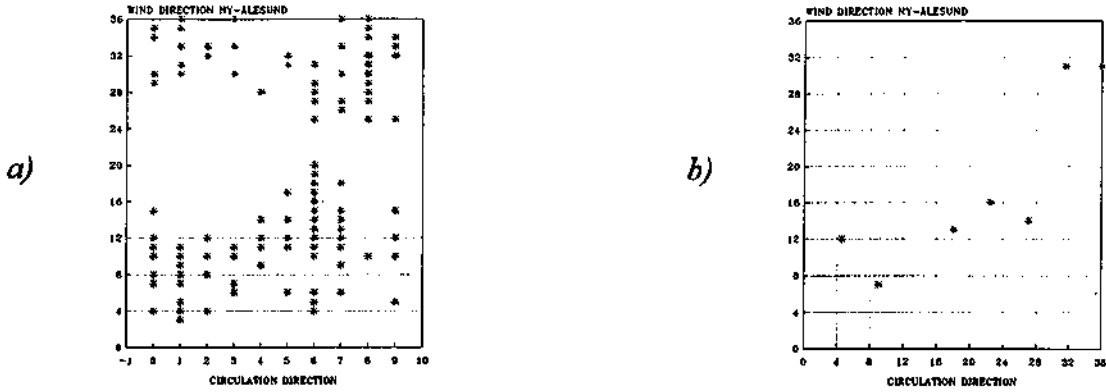 a)
WIND DIRECTION NY-ALESUND
36
32
28
24
20
16
12
8
4
0
-1 0 1 2 3 4 5 6 7 8 9 10
CIRCULATION DIRECTION
b)
WIND DIRECTION NY-ALESUND
36
32
28
24
20
16
12
8
4
0
0 4 8 12 16 20 24 28 32 36
CIRCULATION DIRECTION